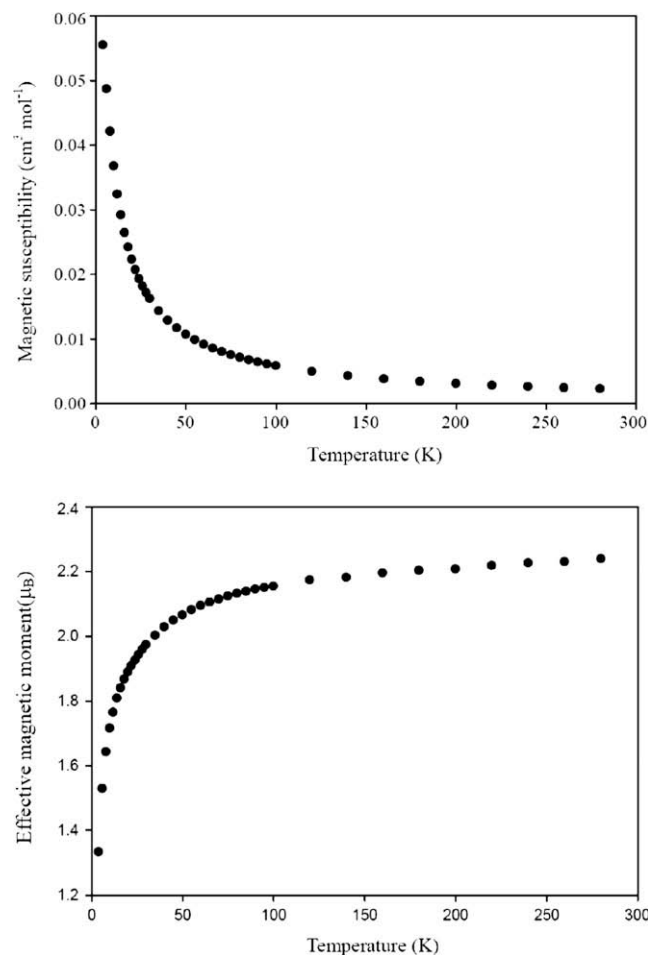 0.06
0.05
0.04
0.03
0.02
0.01
0.00
Magnetic susceptibility (cm³ mol⁻¹)
0 50 100 150 200 250 300
Temperature (K)
2.4
2.2
2.0
1.8
1.6
1.4
1.2
Effective magnetic moment(μB)
0 50 100 150 200 250 300
Temperature (K)